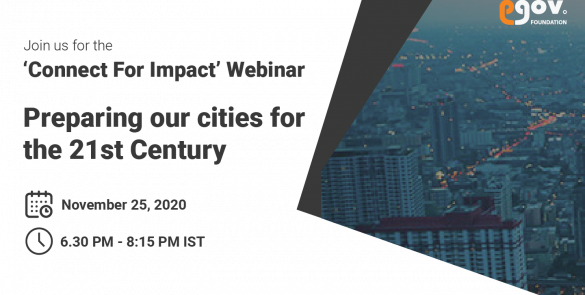 egov.
FOUNDATION
Join us for the
‘Connect For Impact’ Webinar
Preparing our cities for
the 21st Century
November 25, 2020
6.30 PM - 8:15 PM IST